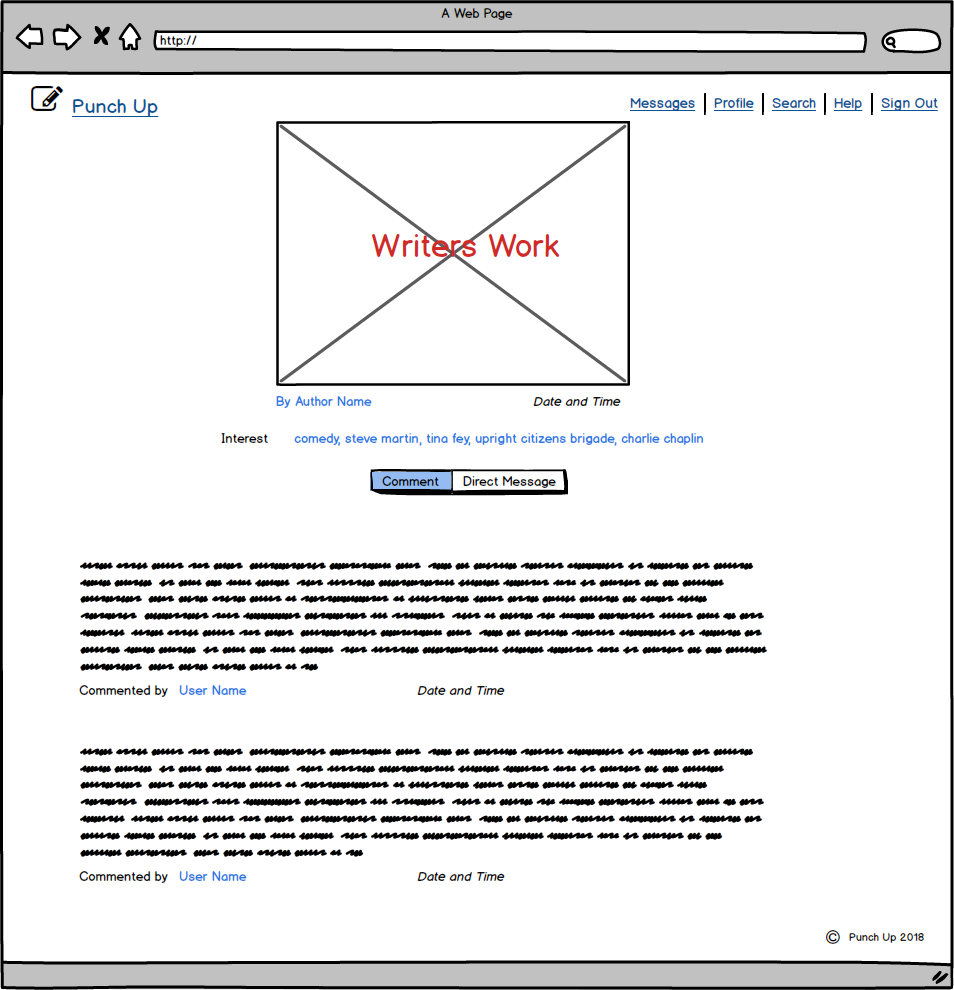 A Web Page
http://
Punch Up
Messages Profile Search Help Sign Out
Writers Work
By Author Name Date and Time
Interest comedy, steve martin, tina fey, upright citizens brigade, charlie chaplin
Comment Direct Message
Commented by User Name Date and Time
Commented by User Name Date and Time
© Punch Up 2018